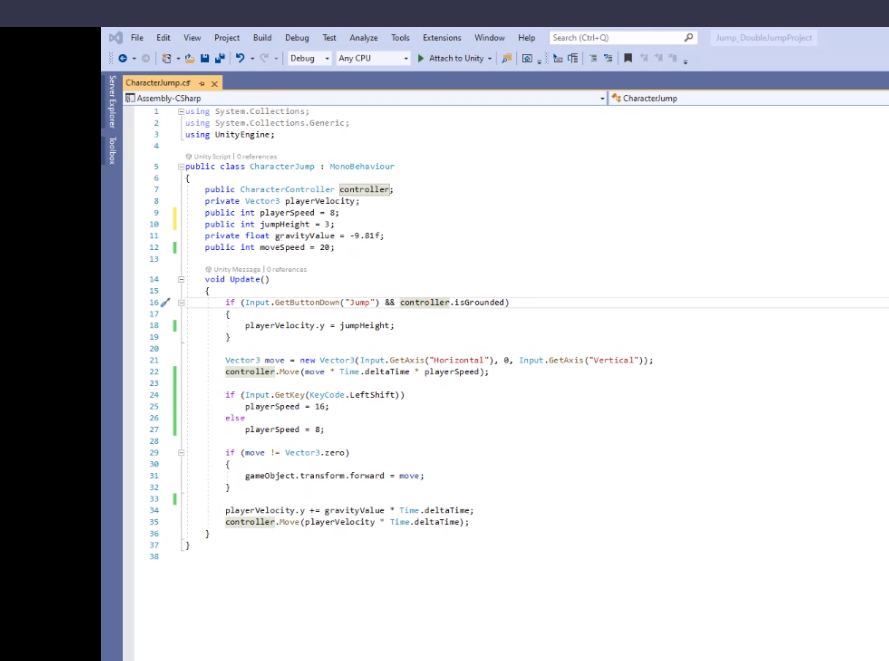 File Edit View Project Build Debug Test Analyze Tools Extensions Window Help Search (Ctrl+Q) Jump_DoubleJumpProject
Debug Any CPU Attach to Unity
CharacterJump.cs
Assembly-CSharp CharacterJump
Server Explorer
Toolbox
1 using System.Collections;
2 using System.Collections.Generic;
3 using UnityEngine;
4
Unity Script | 0 references
5 public class CharacterJump : MonoBehaviour
6 {
7 public CharacterController controller;
8 private Vector3 playerVelocity;
9 public int playerSpeed = 8;
10 public int jumpHeight = 3;
11 private float gravityValue = -9.81f;
12 public int moveSpeed = 20;
13
Unity Message | 0 references
14 void Update()
15 {
16 if (Input.GetButtonDown("Jump") && controller.isGrounded)
17 {
18 playerVelocity.y = jumpHeight;
19 }
20
21 Vector3 move = new Vector3(Input.GetAxis("Horizontal"), 0, Input.GetAxis("Vertical"));
22 controller.Move(move * Time.deltaTime * playerSpeed);
23
24 if (Input.GetKey(KeyCode.LeftShift))
25 playerSpeed = 16;
26 else
27 playerSpeed = 8;
28
29 if (move != Vector3.zero)
30 {
31 gameObject.transform.forward = move;
32 }
33
34 playerVelocity.y += gravityValue * Time.deltaTime;
35 controller.Move(playerVelocity * Time.deltaTime);
36 }
37 }
38